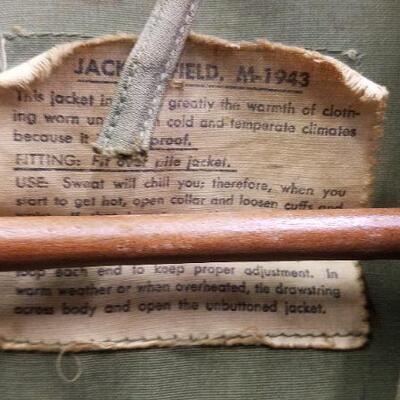 JACK FIELD, M-1943
This jacket in greatly the warmth of cloth-
ing worn un cold and temperate climates
because it proof.
FITTING: Fit over pile jacket.
USE: Sweat will chill you; therefore, when you
start to get hot, open collar and loosen cuffs and
loop each end to keep proper adjustment. In
warm weather or when overheated, tie drawstring
across body and open the unbuttoned jacket.